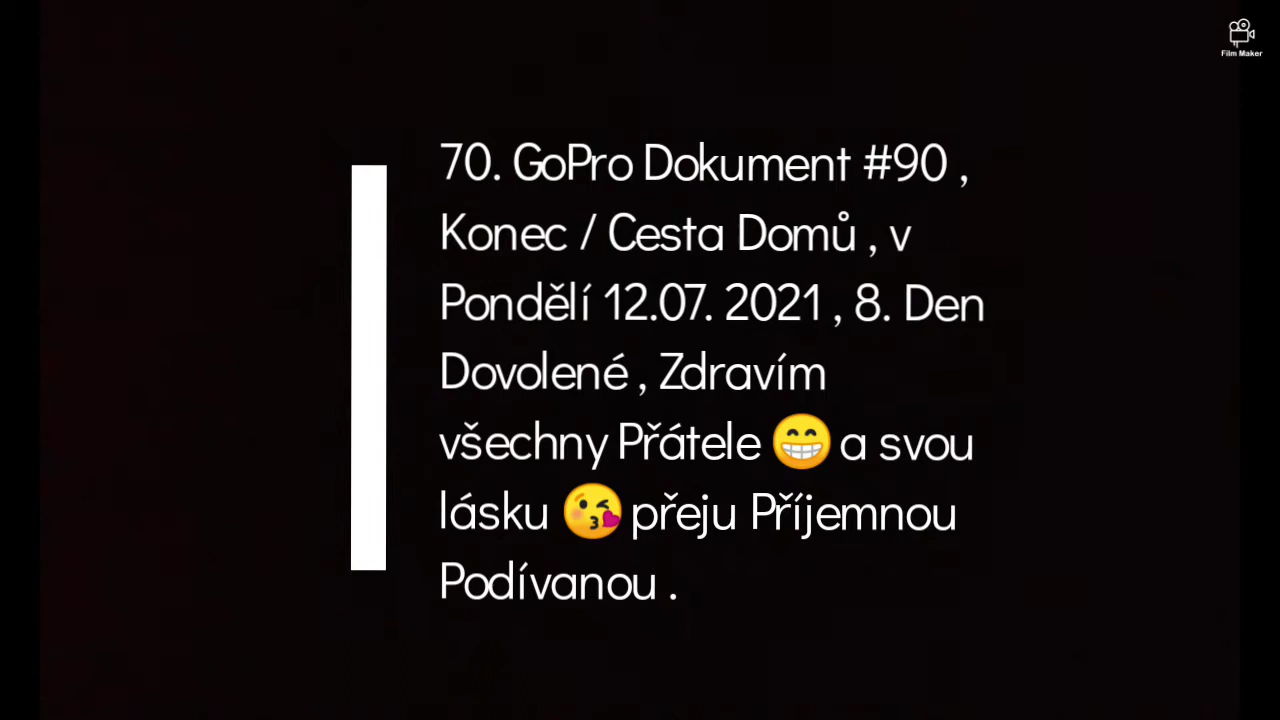 Film Maker
70. GoPro Dokument #90 ,
Konec / Cesta Domů , v
Pondělí 12.07. 2021 , 8. Den
Dovolené , Zdravím
všechny Přátele 😁 a svou
lásku 😘 přeju Příjemnou
Podívanou .